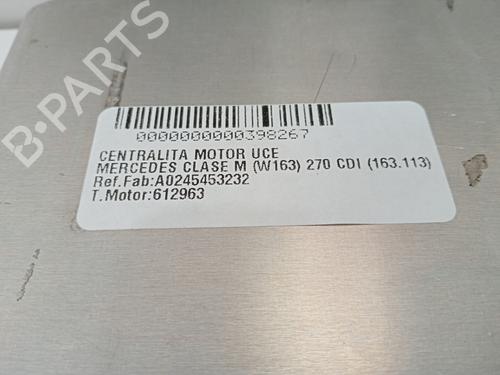 0000000000398267
CENTRALITA MOTOR UCE
MERCEDES CLASE M (W163) 270 CDI (163.113)
Ref.Fab:A0245453232
T.Motor:612963
B-PARTS